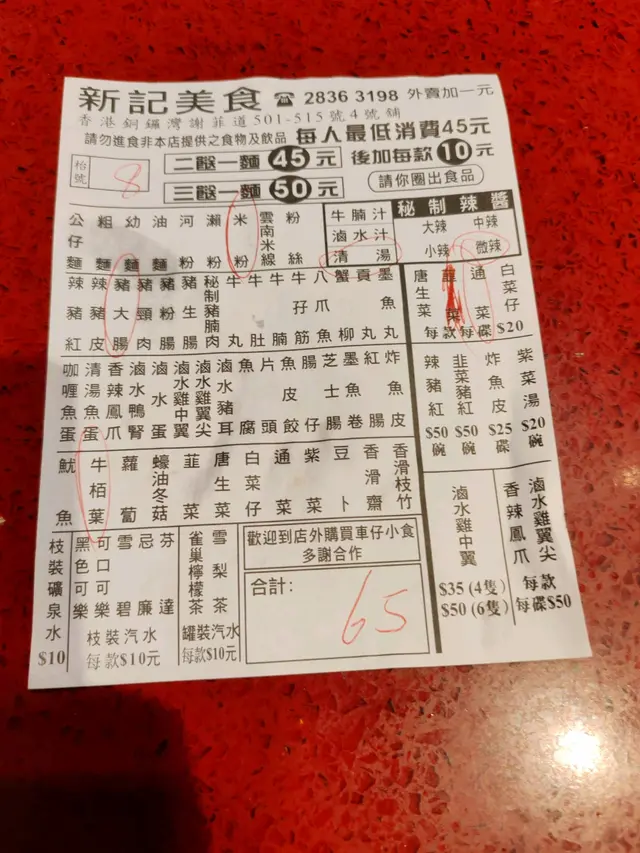 新記美食 ☎ 2836 3198 外賣加一元
香港銅鑼灣謝菲道501-515號4號舖
請勿進食非本店提供之食物及飲品 每人最低消費45元
枱號 8
二餸一麵 45 元 後加每款 10 元
三餸一麵 50 元 請你圈出食品
公仔麵
粗麵
幼麵
油麵
河粉
瀨粉
米粉
雲南米線
粉絲
牛腩汁
滷水汁
清湯
秘制辣醬
大辣 中辣
小辣 微辣
辣豬紅
辣豬皮
豬大腸
豬頸肉
豬粉腸
豬生腸
秘制豬腩肉
牛丸
牛肚
牛腩
牛孖筋
八爪魚
蟹柳
貢丸
墨魚丸
唐生菜
韮菜
通菜
白菜仔
每款每碟$20
咖喱魚蛋
清湯魚蛋
香辣鳳爪
滷水鴨腎
滷水蛋
滷水雞中翼
滷水雞翼尖
滷水豬耳
魚腐
片頭
魚皮餃
腸仔
芝士腸
墨魚卷
紅腸
炸魚皮
辣豬紅 $50碗
韭菜豬紅 $50碗
炸魚皮 $25碟
紫菜湯 $20碗
魷魚
牛栢葉
蘿蔔
蠔油冬菇
韮菜
唐生菜
白菜仔
通菜
紫菜
豆卜
香滑齋
香滑枝竹
滷水雞中翼
$35(4隻)
$50(6隻)
香辣鳳爪
滷水雞翼尖
每款
每碟$50
枝裝礦泉水 $10
黑色可樂
可口可樂
雪碧
忌廉
芬達
枝裝汽水
每款$10元
雀巢檸檬茶
雪梨茶
罐裝汽水
每款$10元
歡迎到店外購買車仔小食
多謝合作
合計:
65